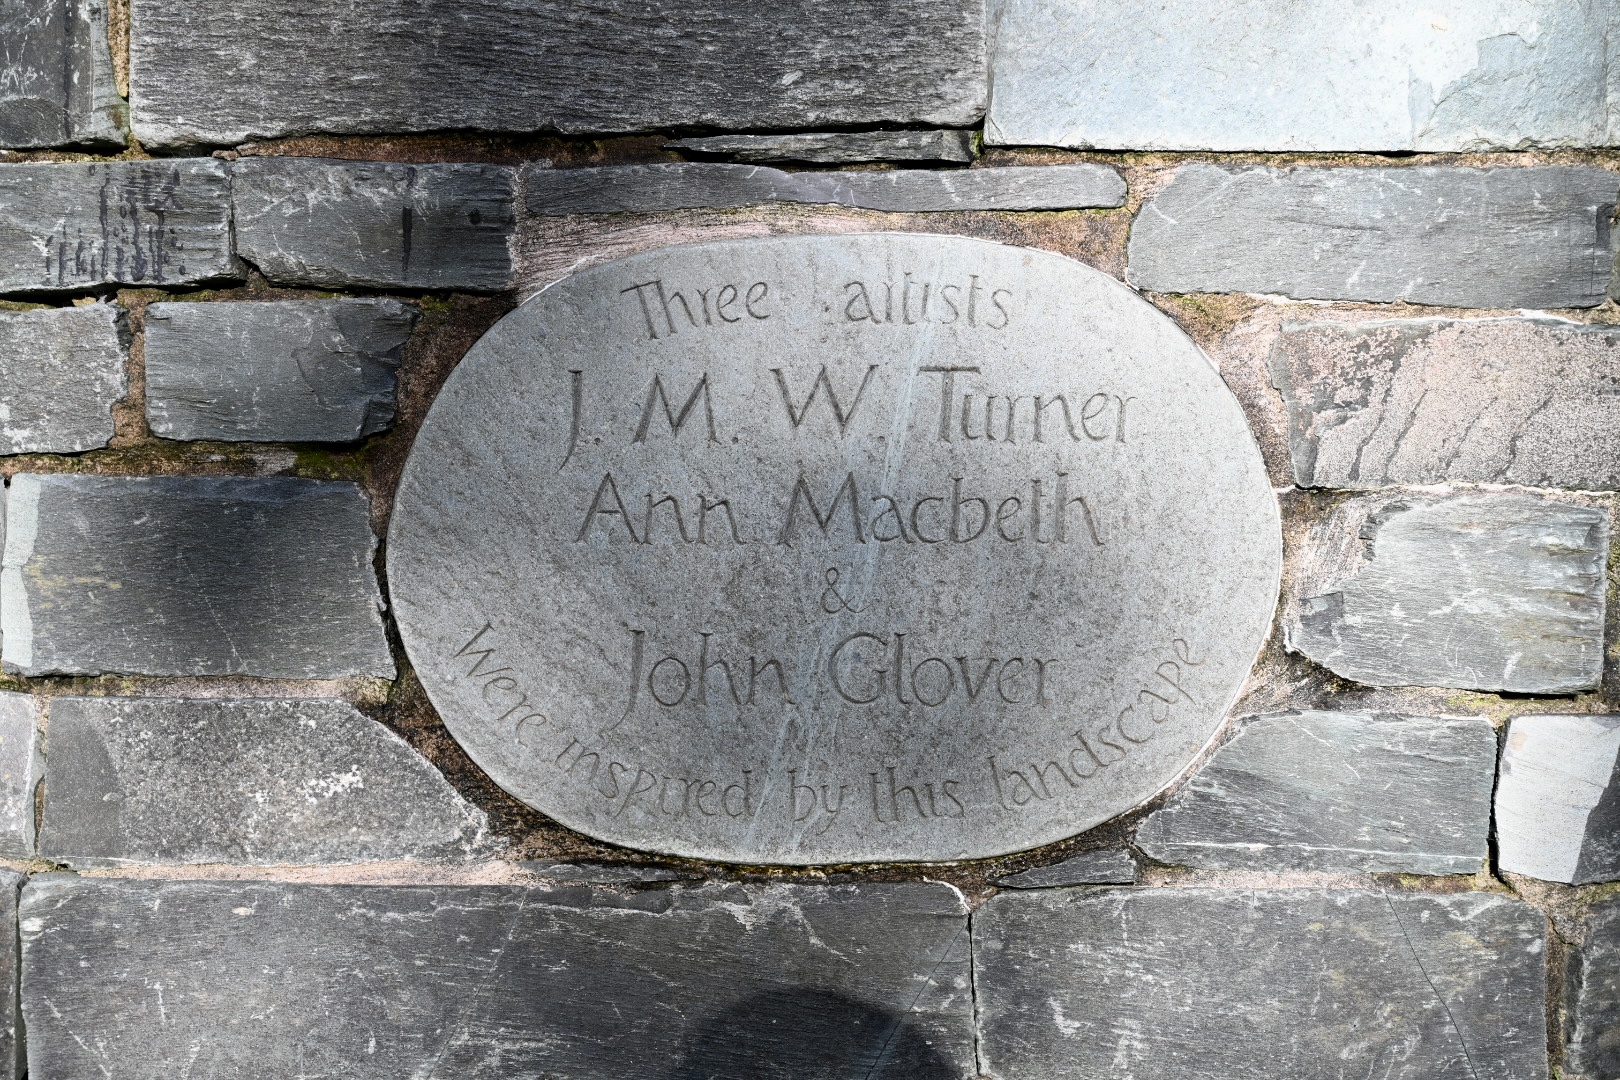 Three artists
J. M. W. Turner
Ann Macbeth
&
John Glover
Were inspired by this landscape